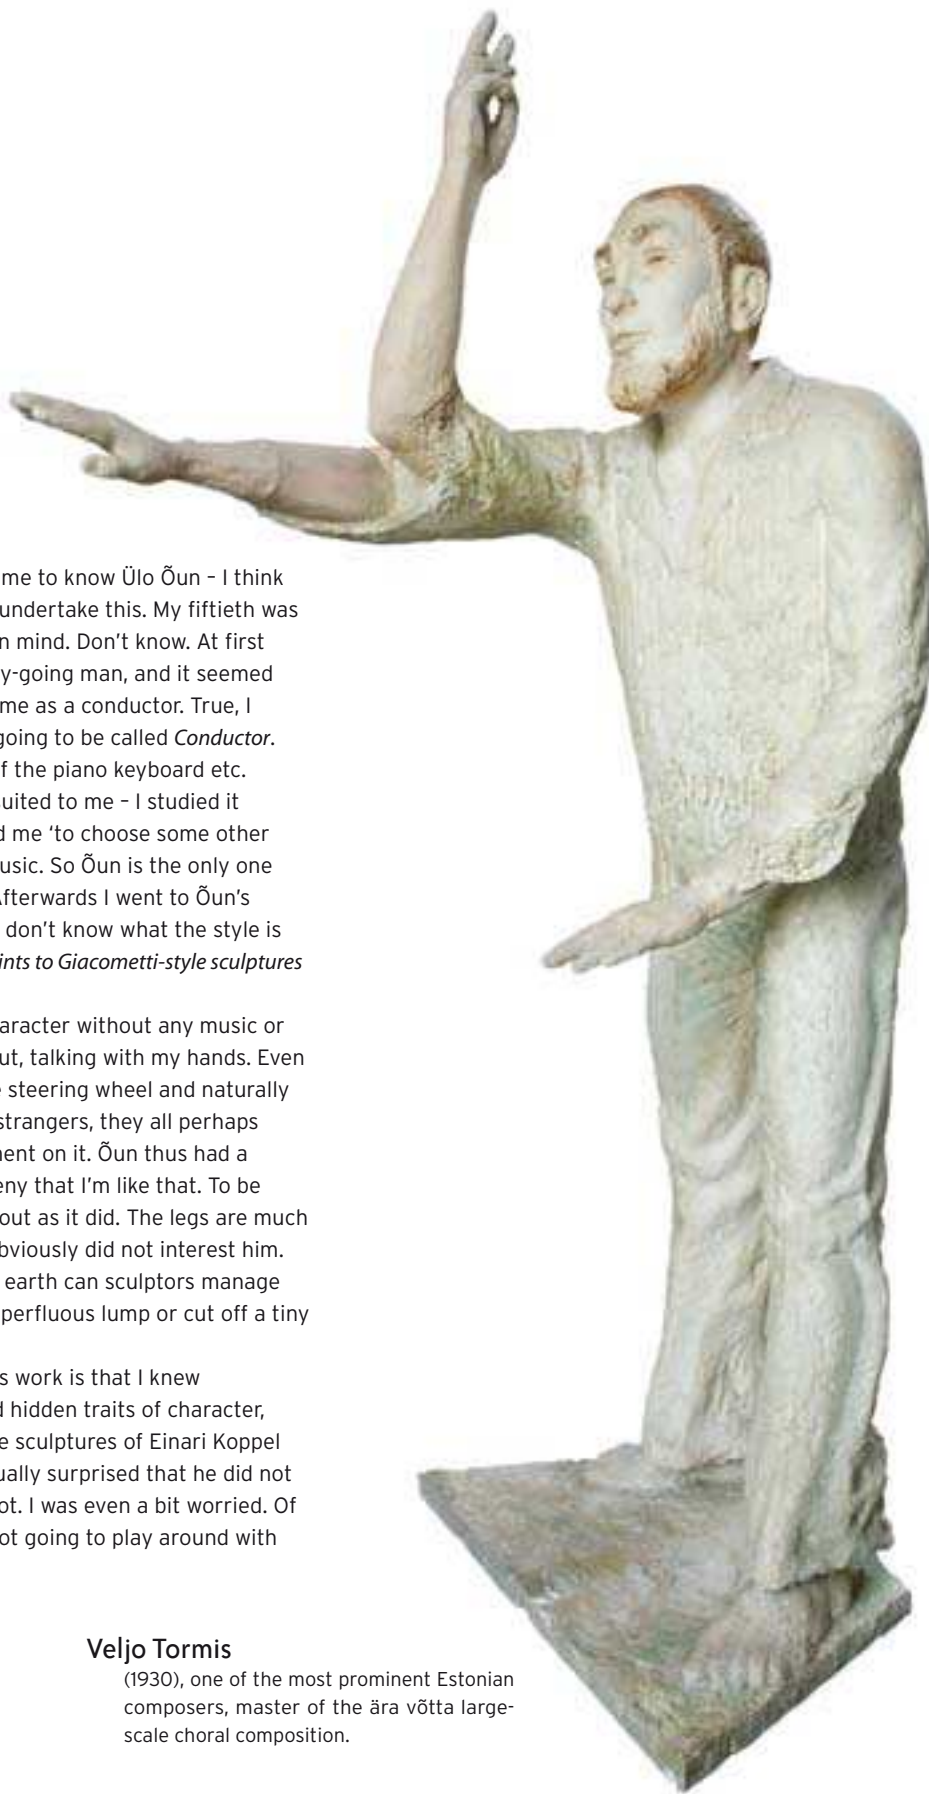 me to know Ülo Õun – I think
undertake this. My fiftieth was
n mind. Don't know. At first
y-going man, and it seemed
me as a conductor. True, I
going to be called Conductor.
f the piano keyboard etc.
suited to me – I studied it
d me 'to choose some other
usic. So Õun is the only one
Afterwards I went to Õun's
don't know what the style is
ints to Giacometti-style sculptures
aracter without any music or
ut, talking with my hands. Even
e steering wheel and naturally
strangers, they all perhaps
nent on it. Õun thus had a
eny that I'm like that. To be
out as it did. The legs are much
bviously did not interest him.
earth can sculptors manage
perfluous lump or cut off a tiny
s work is that I knew
d hidden traits of character,
e sculptures of Einari Koppel
ually surprised that he did not
ot. I was even a bit worried. Of
ot going to play around with
Veljo Tormis
(1930), one of the most prominent Estonian
composers, master of the ära võtta large-
scale choral composition.